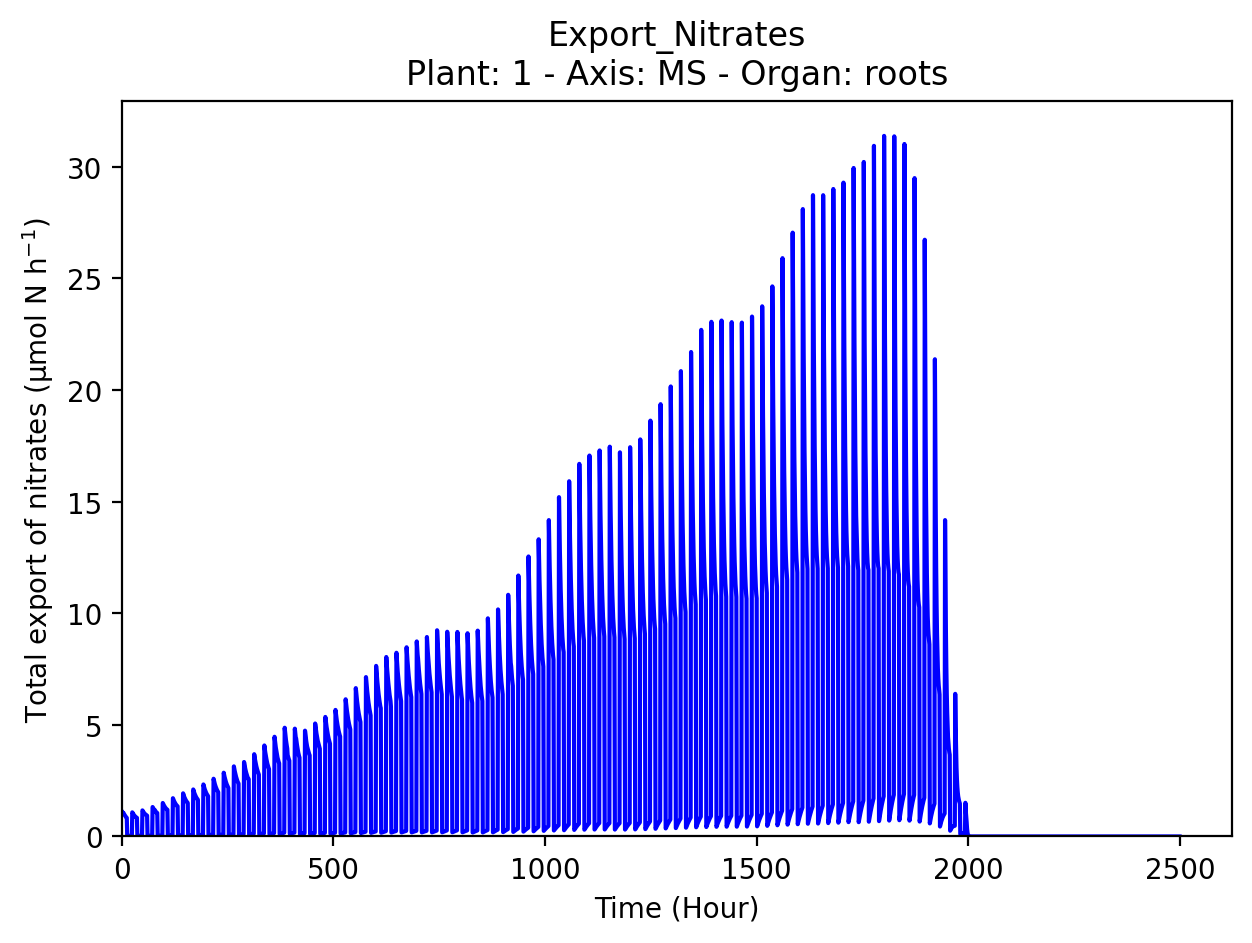 Export_Nitrates
Plant: 1 - Axis: MS - Organ: roots
Total export of nitrates (µmol N h⁻¹)
30
25
20
15
10
5
0
0 500 1000 1500 2000 2500
Time (Hour)